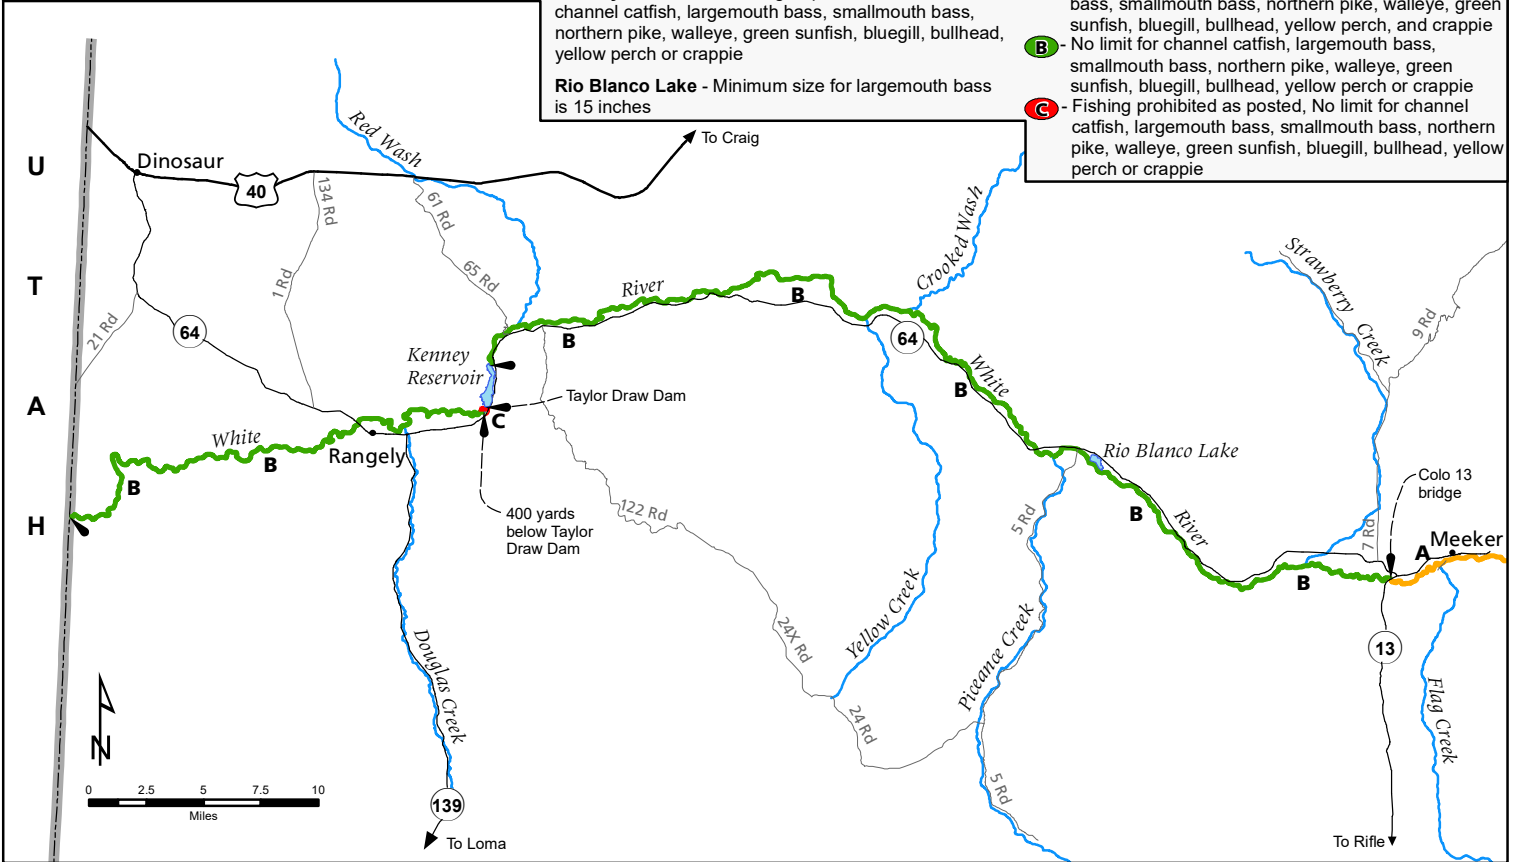 channel catfish, largemouth bass, smallmouth bass,
northern pike, walleye, green sunfish, bluegill, bullhead,
yellow perch or crappie
Rio Blanco Lake - Minimum size for largemouth bass
is 15 inches
bass, smallmouth bass, northern pike, walleye, green
sunfish, bluegill, bullhead, yellow perch, and crappie
B - No limit for channel catfish, largemouth bass,
smallmouth bass, northern pike, walleye, green
sunfish, bluegill, bullhead, yellow perch or crappie
C - Fishing prohibited as posted, No limit for channel
catfish, largemouth bass, smallmouth bass, northern
pike, walleye, green sunfish, bluegill, bullhead, yellow
perch or crappie
U
T
A
H
Dinosaur
40
Red Wash
To Craig
134 Rd
61 Rd
65 Rd
1 Rd
21 Rd
64
River
B
B
Crooked Wash
64
Strawberry
Creek
9 Rd
Kenney
Reservoir
Taylor Draw Dam
C
White
B
White
B
B
Rangely
Rio Blanco Lake
Colo 13
bridge
400 yards
below Taylor
Draw Dam
122 Rd
5 Rd
B
River
7 Rd
A
Meeker
B
Yellow Creek
24X Rd
Piceance Creek
13
Douglas Creek
Flag Creek
24 Rd
5 Rd
N
0 2.5 5 7.5 10
Miles
139
To Loma
To Rifle